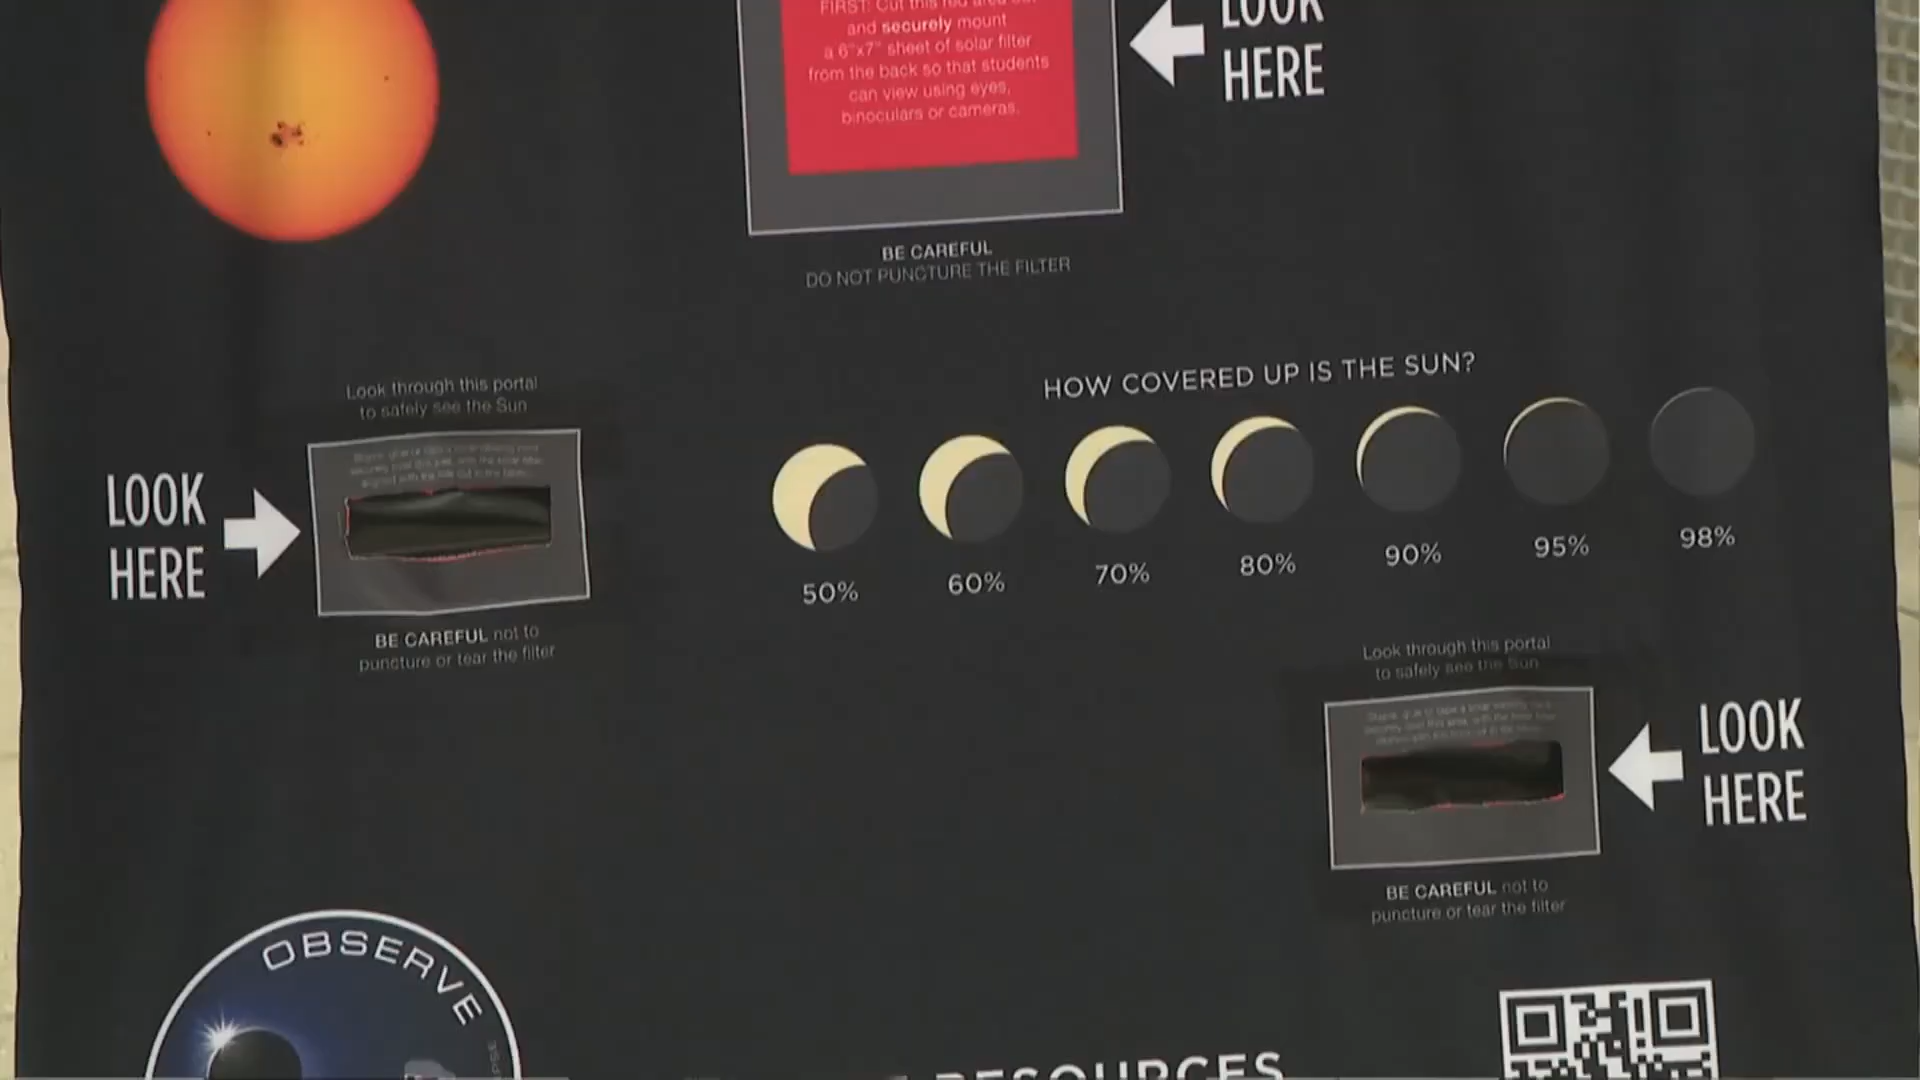 FIRST: Cut this red area out
and securely mount
a 6"x7" sheet of solar filter
from the back so that students
can view using eyes,
binoculars or cameras.
LOOK
HERE
BE CAREFUL
DO NOT PUNCTURE THE FILTER
Look through this portal
to safely see the Sun
LOOK
HERE
BE CAREFUL not to
puncture or tear the filter
HOW COVERED UP IS THE SUN?
50%
60%
70%
80%
90%
95%
98%
Look through this portal
to safely see the Sun
LOOK
HERE
BE CAREFUL not to
puncture or tear the filter
OBSERVE
RESOURCES